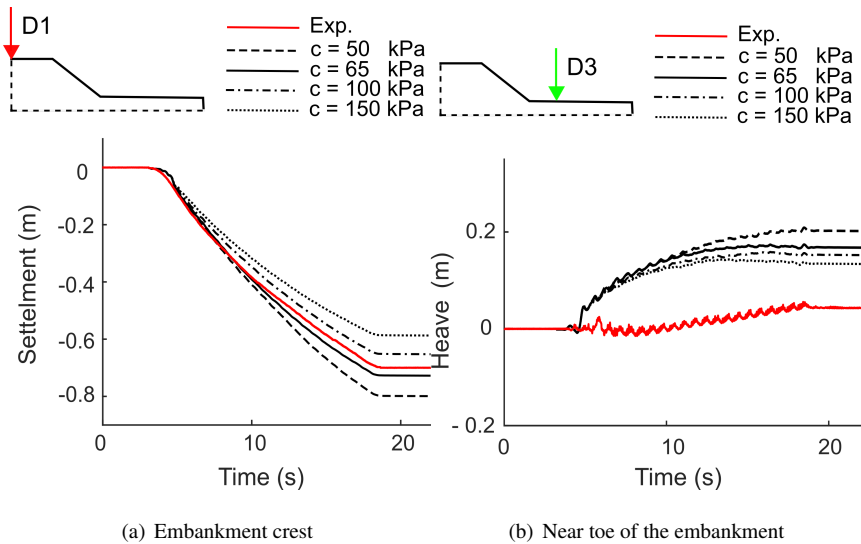 D1
Exp.
c = 50 kPa
c = 65 kPa
c = 100 kPa
c = 150 kPa
0
-0.2
-0.4
-0.6
-0.8
Settelment (m)
0
10
20
Time (s)
(a) Embankment crest
D3
Exp.
c = 50 kPa
c = 65 kPa
c = 100 kPa
c = 150 kPa
0.2
0
- 0.2
Heave (m)
0
10
20
Time (s)
(b) Near toe of the embankment